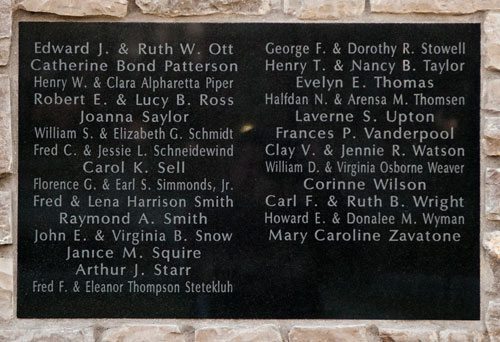 Edward J. & Ruth W. Ott
Catherine Bond Patterson
Henry W. & Clara Alpharetta Piper
Robert E. & Lucy B. Ross
Joanna Saylor
William S. & Elizabeth G. Schmidt
Fred C. & Jessie L. Schneidewind
Carol K. Sell
Florence G. & Earl S. Simmonds, Jr.
Fred & Lena Harrison Smith
Raymond A. Smith
John E. & Virginia B. Snow
Janice M. Squire
Arthur J. Starr
Fred F. & Eleanor Thompson Stetekluh
George F. & Dorothy R. Stowell
Henry T. & Nancy B. Taylor
Evelyn E. Thomas
Halfdan N. & Arensa M. Thomsen
Laverne S. Upton
Frances P. Vanderpool
Clay V. & Jennie R. Watson
William D. & Virginia Osborne Weaver
Corinne Wilson
Carl F. & Ruth B. Wright
Howard E. & Donalee M. Wyman
Mary Caroline Zavatone